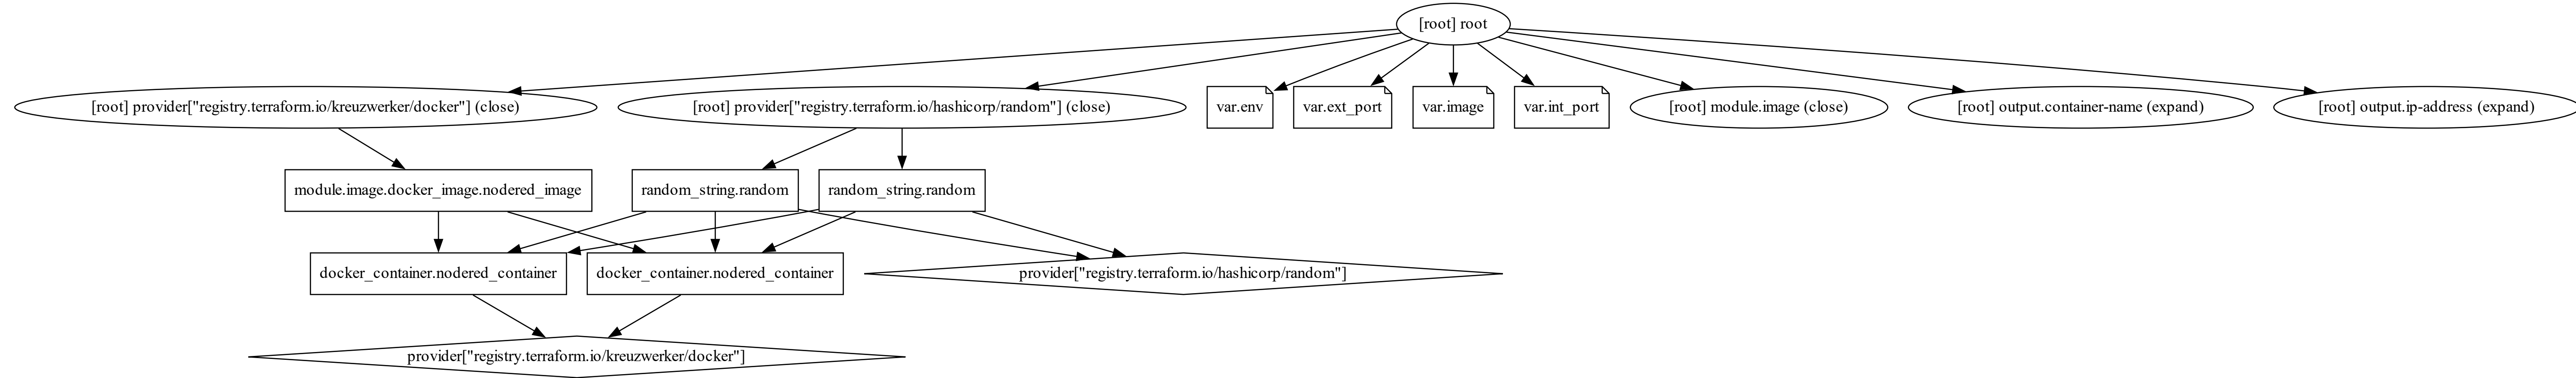 [root] root
[root] provider["registry.terraform.io/kreuzwerker/docker"] (close)
[root] provider["registry.terraform.io/hashicorp/random"] (close)
var.env
var.ext_port
var.image
var.int_port
[root] module.image (close)
[root] output.container-name (expand)
[root] output.ip-address (expand)
module.image.docker_image.nodered_image
random_string.random
random_string.random
docker_container.nodered_container
docker_container.nodered_container
provider["registry.terraform.io/hashicorp/random"]
provider["registry.terraform.io/kreuzwerker/docker"]